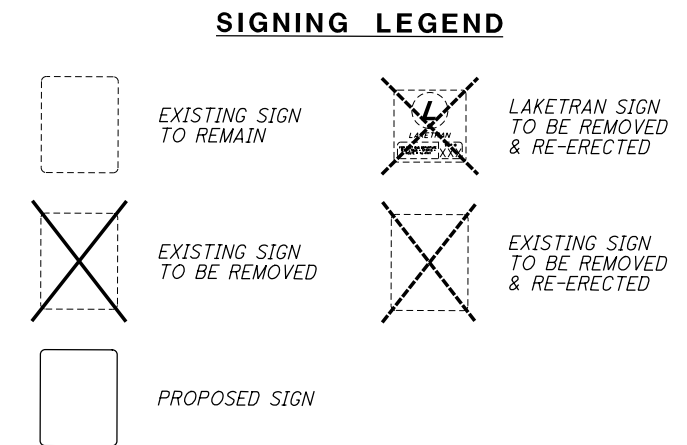 SIGNING LEGEND
EXISTING SIGN
TO REMAIN
EXISTING SIGN
TO BE REMOVED
PROPOSED SIGN
L
LAKETRAN
XXX
LAKETRAN SIGN
TO BE REMOVED
& RE-ERECTED
EXISTING SIGN
TO BE REMOVED
& RE-ERECTED